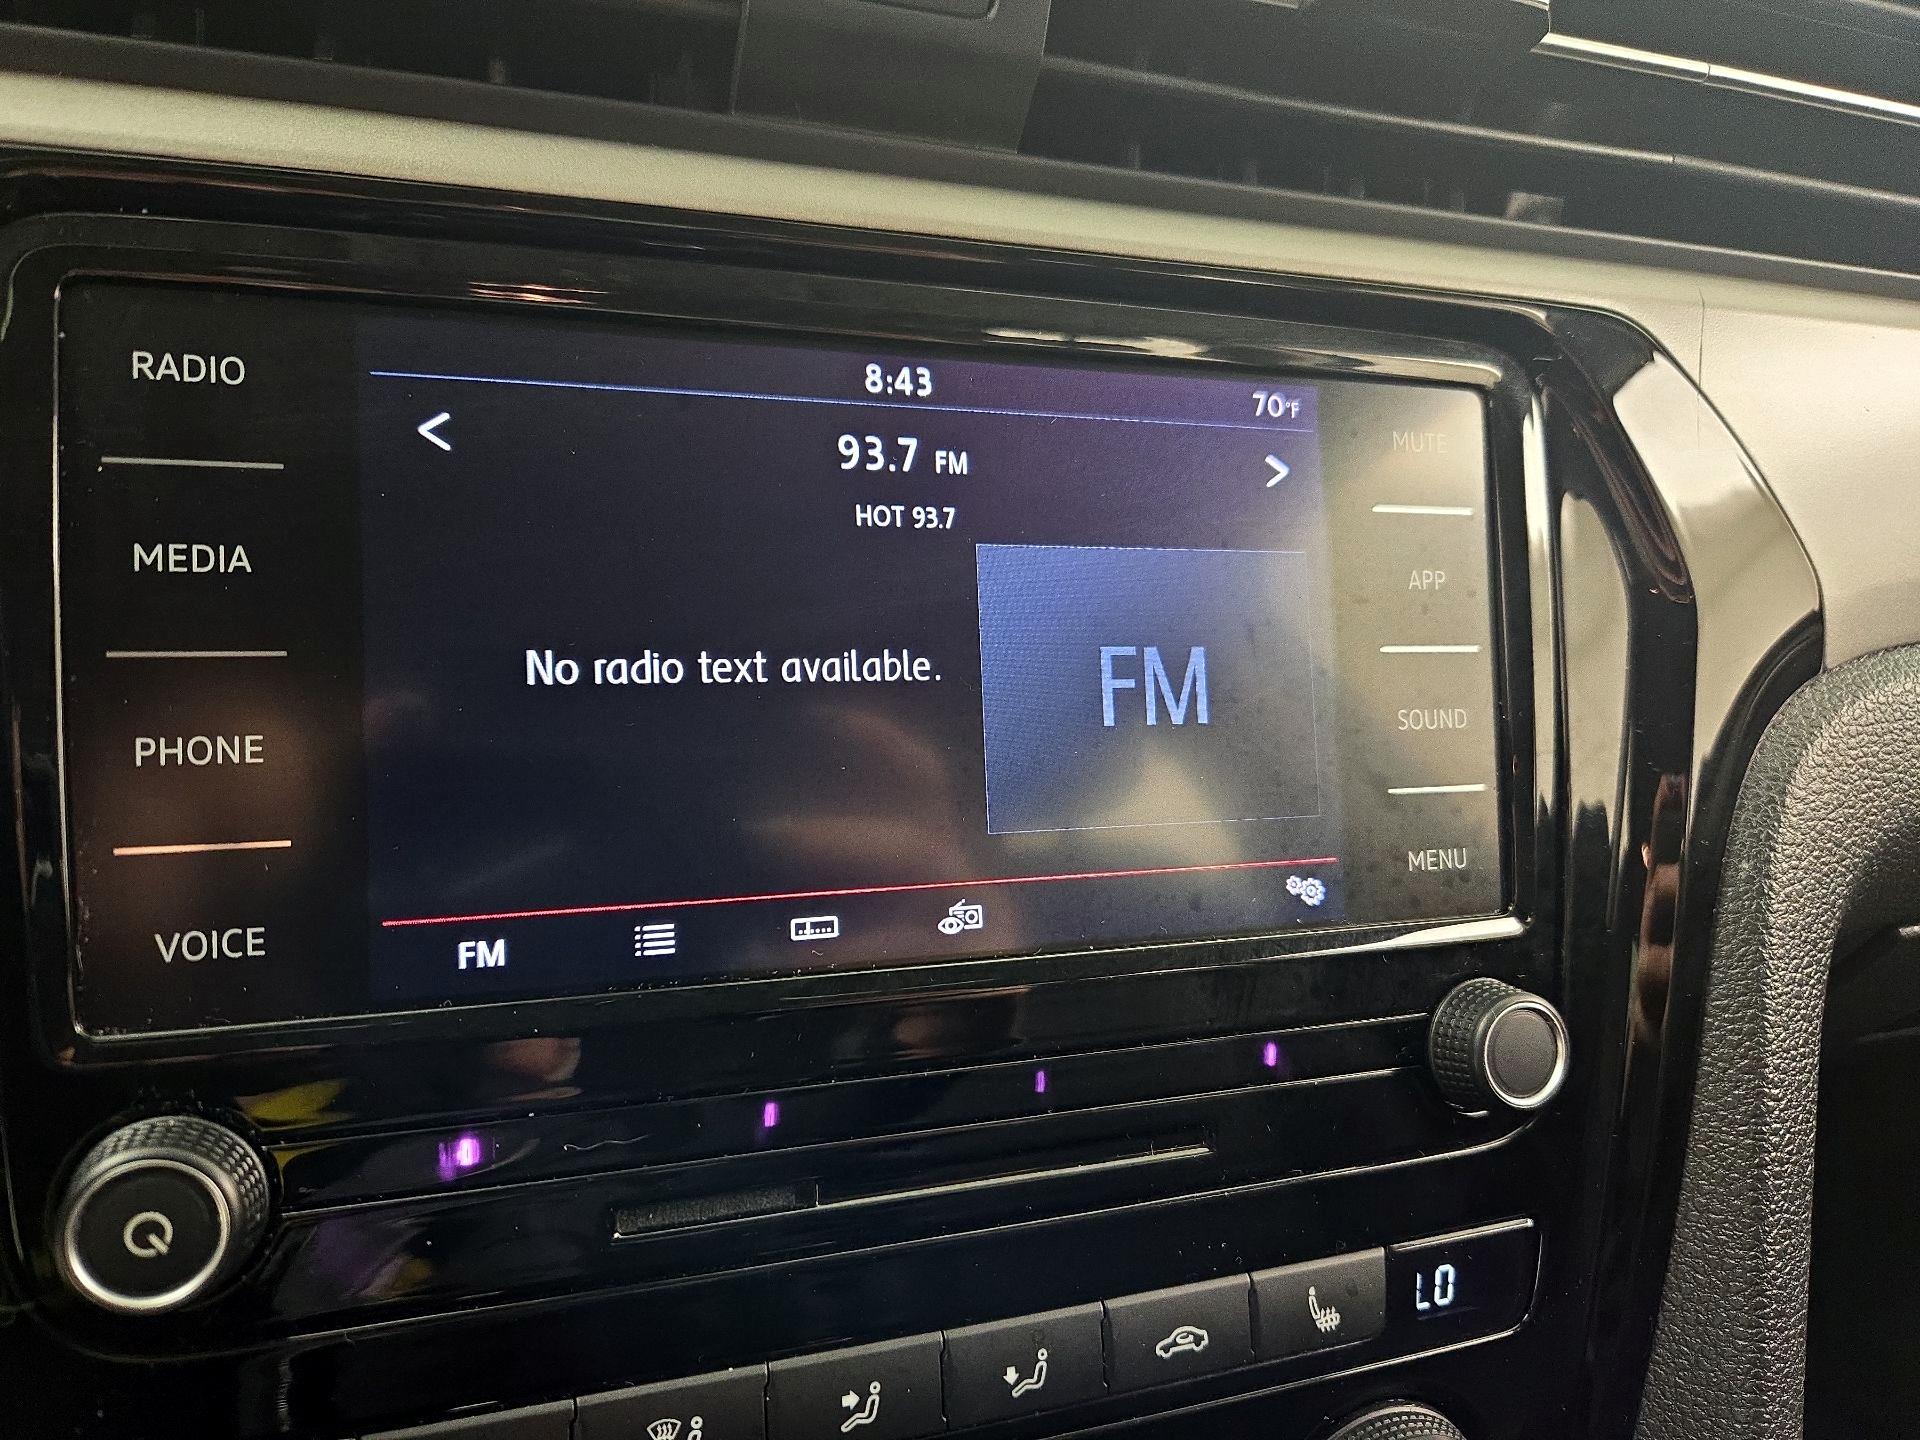 RADIO
MEDIA
PHONE
VOICE
8:43
70°F
<
93.7 FM
>
HOT 93.7
No radio text available.
FM
FM
MUTE
APP
SOUND
MENU
LO